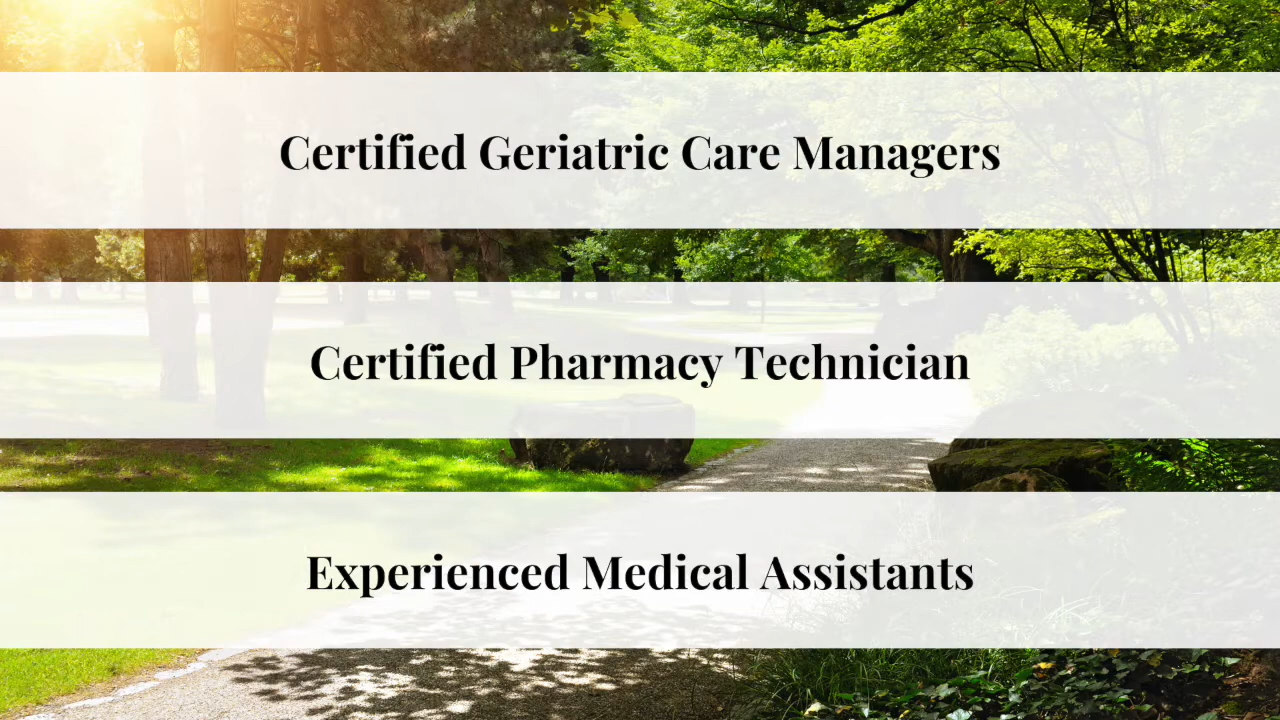 Certified Geriatric Care Managers
Certified Pharmacy Technician
Experienced Medical Assistants